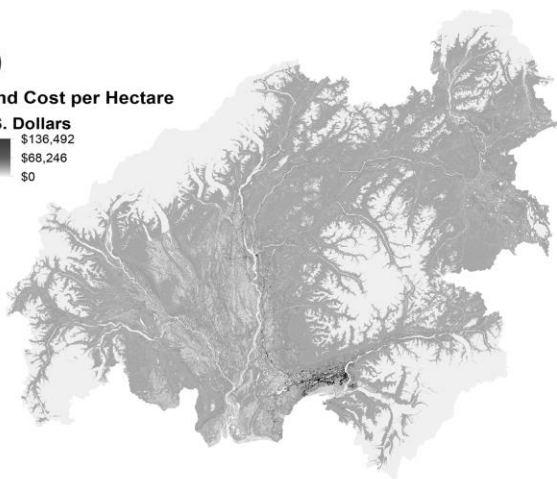 )
nd Cost per Hectare
. Dollars
$136,492
$68,246
$0